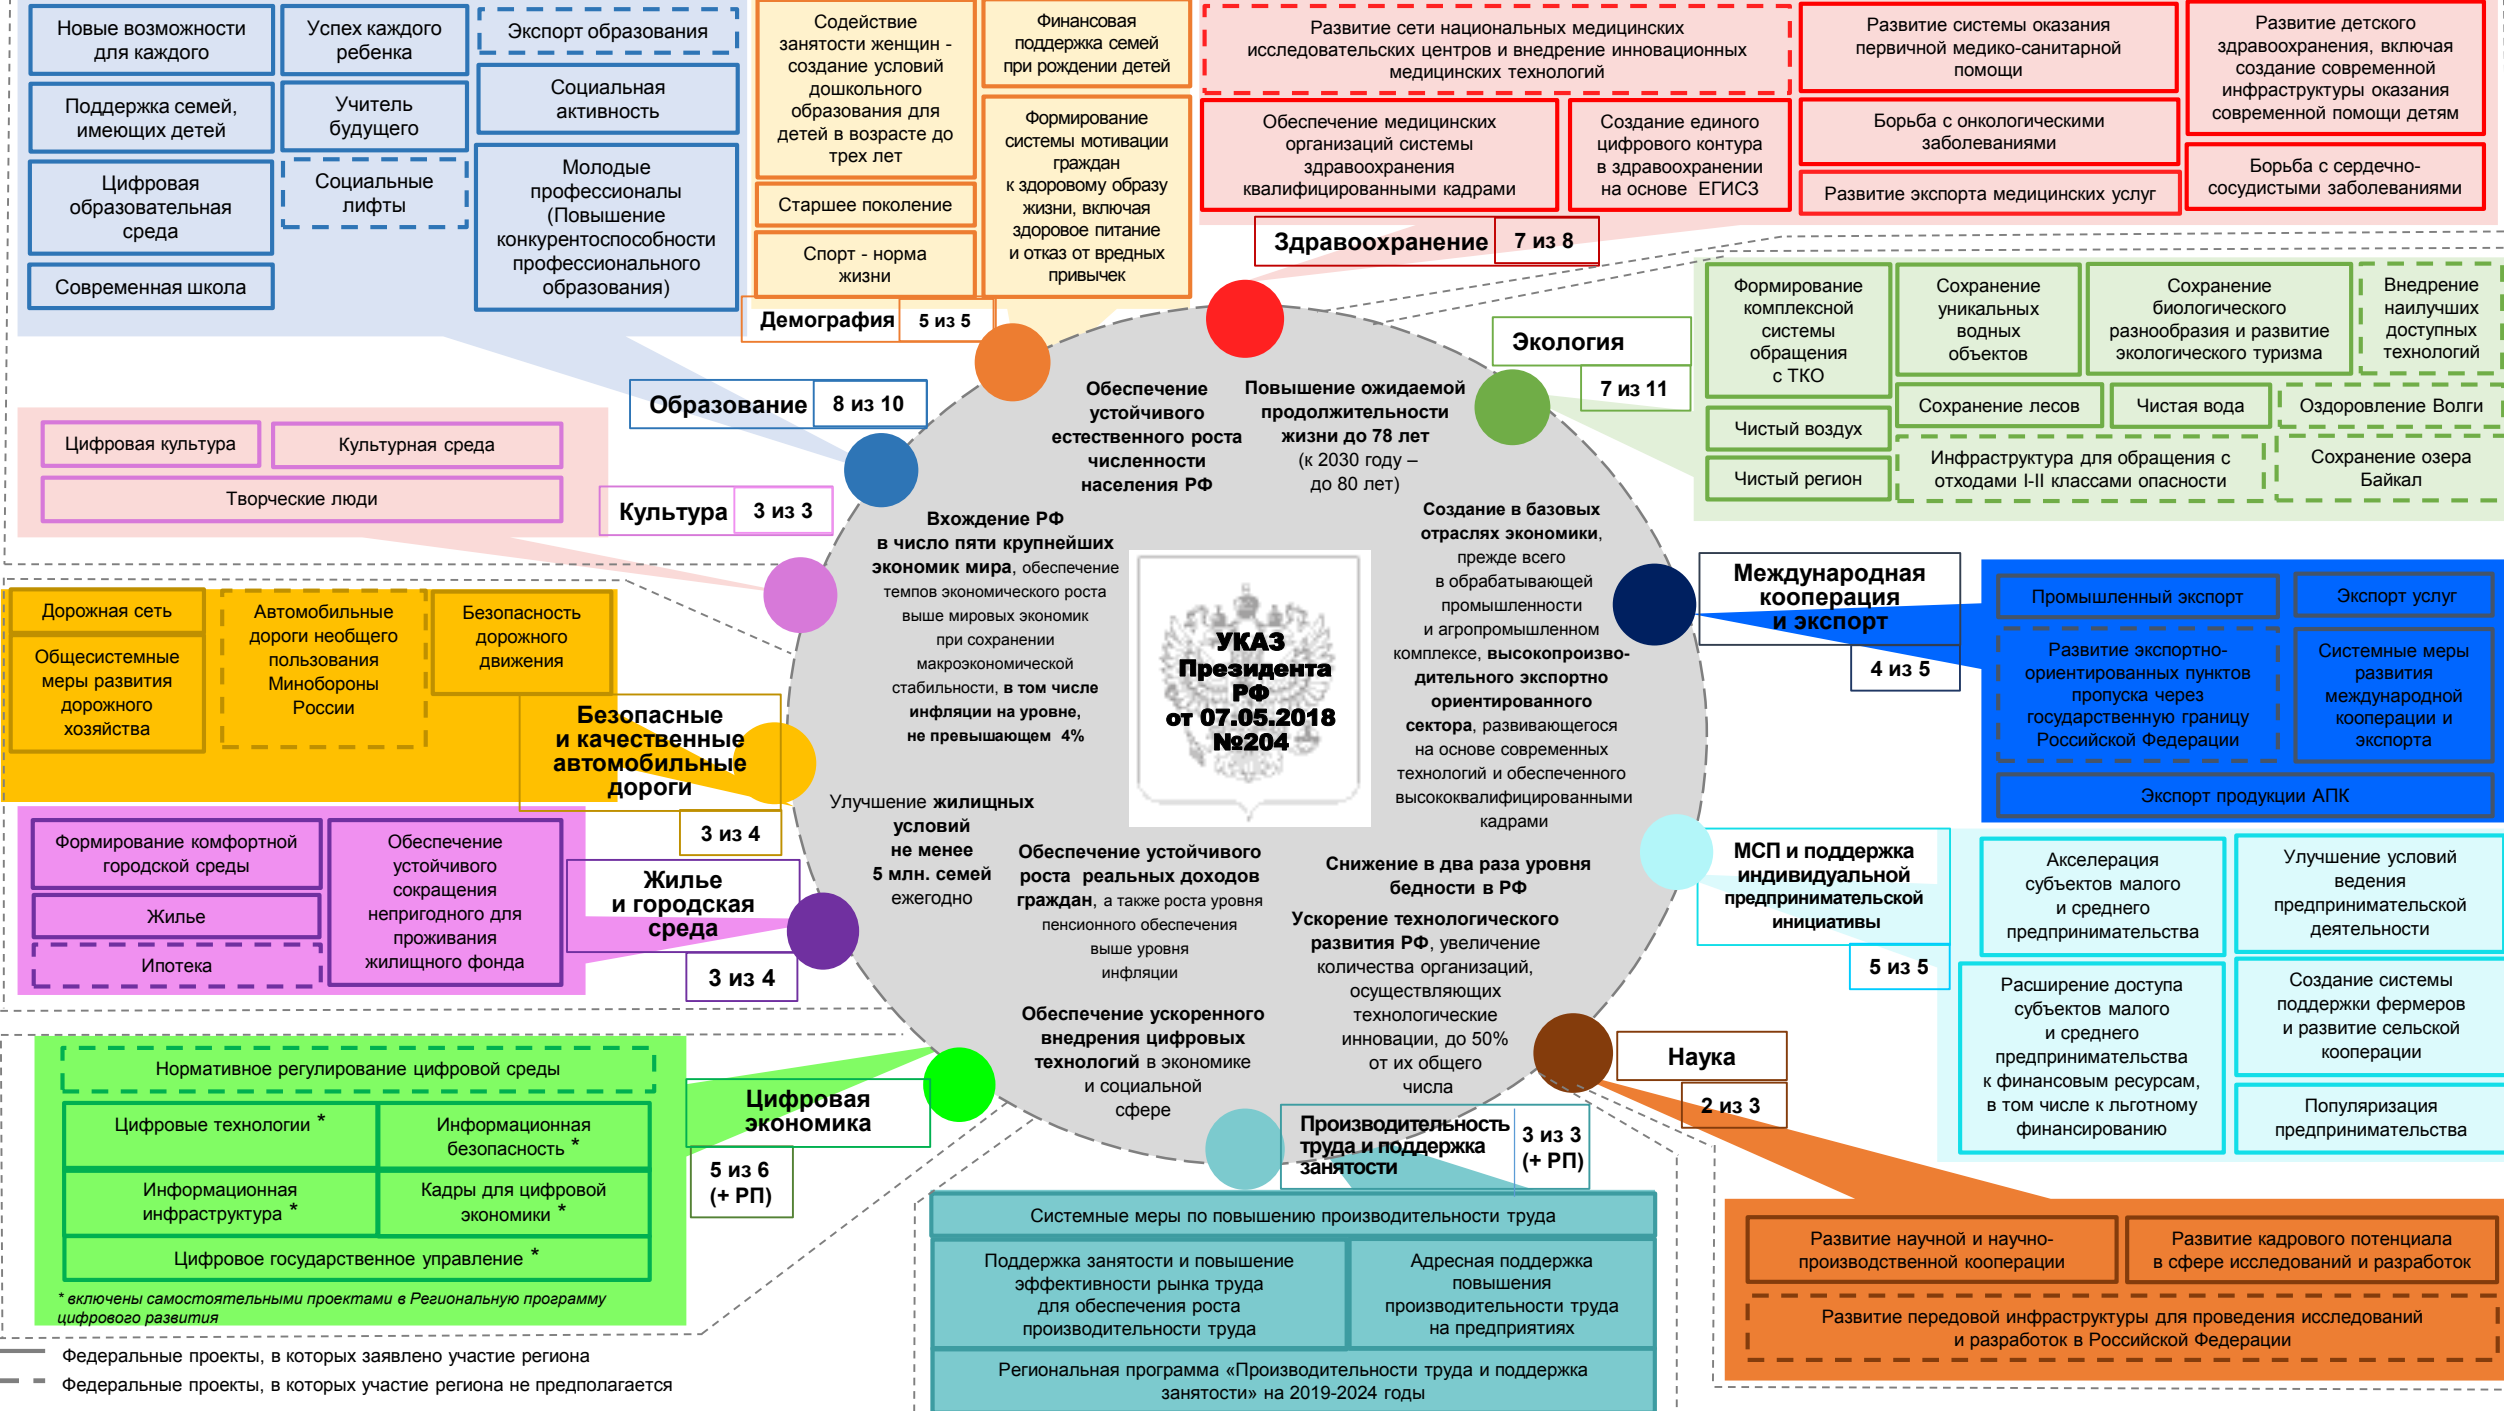 Новые возможности
для каждого
Успех каждого
ребенка
Экспорт образования
Поддержка семей,
имеющих детей
Учитель
будущего
Социальная
активность
Цифровая
образовательная
среда
Социальные
лифты
Молодые
профессионалы
(Повышение
конкурентоспособности
профессионального
образования)
Современная школа
Образование
8 из 10
Содействие
занятости женщин -
создание условий
дошкольного
образования для
детей в возрасте до
трех лет
Финансовая
поддержка семей
при рождении детей
Старшее поколение
Формирование
системы мотивации
граждан
к здоровому образу
жизни, включая
здоровое питание
и отказ от вредных
привычек
Спорт - норма
жизни
Демография
5 из 5
Развитие сети национальных медицинских
исследовательских центров и внедрение инновационных
медицинских технологий
Развитие системы оказания
первичной медико-санитарной
помощи
Развитие детского
здравоохранения, включая
создание современной
инфраструктуры оказания
современной помощи детям
Обеспечение медицинских
организаций системы
здравоохранения
квалифицированными кадрами
Создание единого
цифрового контура
в здравоохранении
на основе ЕГИСЗ
Борьба с онкологическими
заболеваниями
Развитие экспорта медицинских услуг
Борьба с сердечно-
сосудистыми заболеваниями
Здравоохранение
7 из 8
Экология
7 из 11
Формирование
комплексной
системы
обращения
с ТКО
Сохранение
уникальных
водных
объектов
Сохранение
биологического
разнообразия и развитие
экологического туризма
Внедрение
наилучших
доступных
технологий
Чистый воздух
Сохранение лесов
Чистая вода
Оздоровление Волги
Чистый регион
Инфраструктура для обращения с
отходами I-II классами опасности
Сохранение озера
Байкал
Цифровая культура
Культурная среда
Творческие люди
Культура
3 из 3
Обеспечение
устойчивого
естественного роста
численности
населения РФ
Повышение ожидаемой
продолжительности
жизни до 78 лет
(к 2030 году –
до 80 лет)
Вхождение РФ
в число пяти крупнейших
экономик мира, обеспечение
темпов экономического роста
выше мировых экономик
при сохранении
макроэкономической
стабильности, в том числе
инфляции на уровне,
не превышающем 4%
УКАЗ
Президента
РФ
от 07.05.2018
№204
Создание в базовых
отраслях экономики,
прежде всего
в обрабатывающей
промышленности
и агропромышленном
комплексе, высокопроизво-
дительного экспортно
ориентированного
сектора, развивающегося
на основе современных
технологий и обеспеченного
высококвалифицированными
кадрами
Улучшение жилищных
условий
не менее
5 млн. семей
ежегодно
Обеспечение устойчивого
роста реальных доходов
граждан, а также роста уровня
пенсионного обеспечения
выше уровня
инфляции
Снижение в два раза уровня
бедности в РФ
Ускорение технологического
развития РФ, увеличение
количества организаций,
осуществляющих
технологические
инновации, до 50%
от их общего
числа
Обеспечение ускоренного
внедрения цифровых
технологий в экономике
и социальной
сфере
Дорожная сеть
Автомобильные
дороги необщего
пользования
Минобороны
России
Безопасность
дорожного
движения
Общесистемные
меры развития
дорожного
хозяйства
Безопасные
и качественные
автомобильные
дороги
3 из 4
Международная
кооперация
и экспорт
4 из 5
Промышленный экспорт
Экспорт услуг
Развитие экспортно-
ориентированных пунктов
пропуска через
государственную границу
Российской Федерации
Системные меры
развития
международной
кооперации и
экспорта
Экспорт продукции АПК
Формирование комфортной
городской среды
Обеспечение
устойчивого
сокращения
непригодного для
проживания
жилищного фонда
Жилье
Ипотека
Жилье
и городская
среда
3 из 4
МСП и поддержка
индивидуальной
предпринимательской
инициативы
5 из 5
Акселерация
субъектов малого
и среднего
предпринимательства
Улучшение условий
ведения
предпринимательской
деятельности
Расширение доступа
субъектов малого
и среднего
предпринимательства
к финансовым ресурсам,
в том числе к льготному
финансированию
Создание системы
поддержки фермеров
и развитие сельской
кооперации
Популяризация
предпринимательства
Нормативное регулирование цифровой среды
Цифровые технологии *
Информационная
безопасность *
Информационная
инфраструктура *
Кадры для цифровой
экономики *
Цифровое государственное управление *
* включены самостоятельными проектами в Региональную программу
цифрового развития
Цифровая
экономика
5 из 6
(+ РП)
Производительность
труда и поддержка
занятости
3 из 3
(+ РП)
Системные меры по повышению производительности труда
Поддержка занятости и повышение
эффективности рынка труда
для обеспечения роста
производительности труда
Адресная поддержка
повышения
производительности труда
на предприятиях
Региональная программа «Производительности труда и поддержка
занятости» на 2019-2024 годы
Наука
2 из 3
Развитие научной и научно-
производственной кооперации
Развитие кадрового потенциала
в сфере исследований и разработок
Развитие передовой инфраструктуры для проведения исследований
и разработок в Российской Федерации
Федеральные проекты, в которых заявлено участие региона
Федеральные проекты, в которых участие региона не предполагается